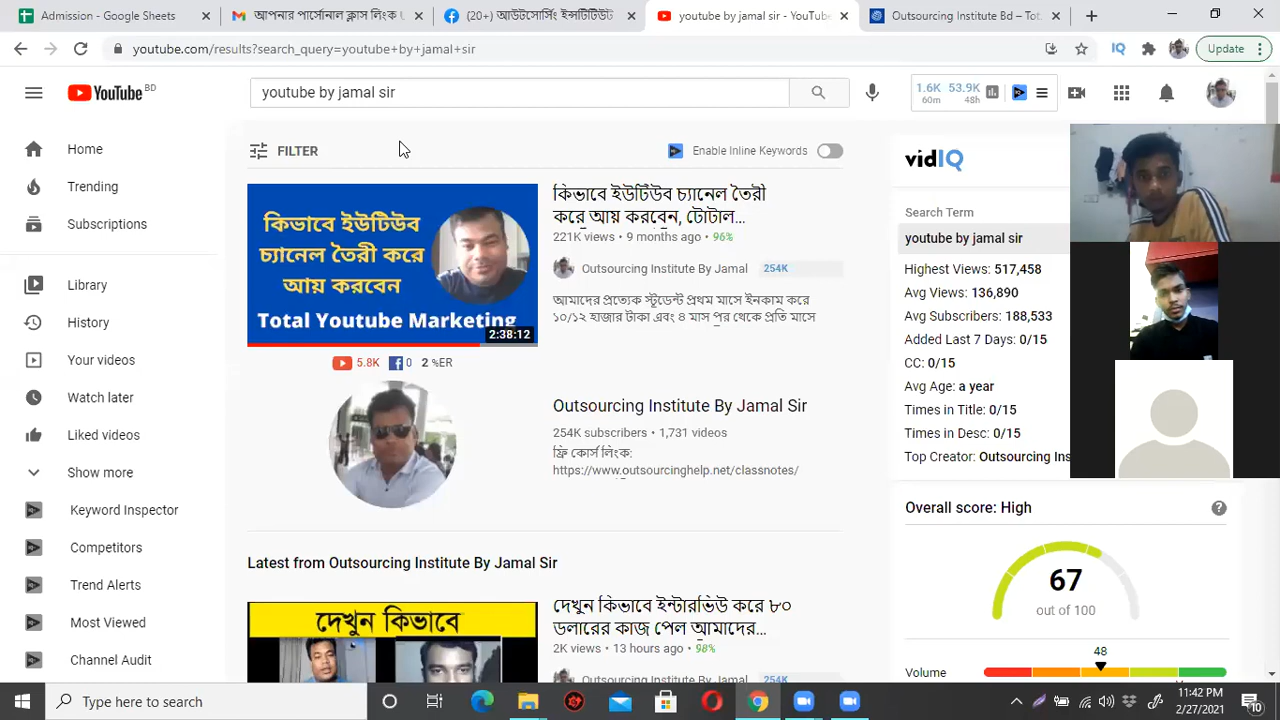 Admission - Google Sheet
আপনার পার্সোনাল ক্লাস লিংক।
(20+) আউটসোর্সিং ইন্সটিটিউট
youtube by jamal sir - YouTube
Outsourcing Institute Bd – Tot
youtube.com/results?search_query=youtube+by+jamal+sir
IQ
Update
YouTube BD
youtube by jamal sir
1.6K 53.9K
60m 48h
Home
Trending
Subscriptions
Library
History
Your videos
Watch later
Liked videos
Show more
Keyword Inspector
Competitors
Trend Alerts
Most Viewed
Channel Audit
FILTER
Enable Inline Keywords
কিভাবে ইউটিউব
চ্যানেল তৈরী করে
আয় করবেন
Total Youtube Marketing
2:38:12
5.8K 0 2 %ER
কিভাবে ইউটিউব চ্যানেল তৈরী
করে আয় করবেন, টোটাল...
221K views • 9 months ago • 96%
Outsourcing Institute By Jamal 254K
আমাদের প্রত্যেক স্টূডেন্ট প্রথম মাসে ইনকাম করে
১০/১২ হাজার টাকা এবং ৪ মাস পর থেকে প্রতি মাসে
Outsourcing Institute By Jamal Sir
254K subscribers • 1,731 videos
ফ্রি কোর্স লিংক:
https://www.outsourcinghelp.net/classnotes/
Latest from Outsourcing Institute By Jamal Sir
দেখুন কিভাবে
দেখুন কিভাবে ইন্টারভিউ করে ৮০
ডলারের কাজ পেল আমাদের...
2K views • 13 hours ago • 98%
Outsourcing Institute By Jamal 254K
vidIQ
Search Term
youtube by jamal sir
Highest Views: 517,458
Avg Views: 136,890
Avg Subscribers: 188,533
Added Last 7 Days: 0/15
CC: 0/15
Avg Age: a year
Times in Title: 0/15
Times in Desc: 0/15
Top Creator: Outsourcing Ins
Overall score: High
67
out of 100
48
Volume
Type here to search
11:42 PM
2/27/2021
10